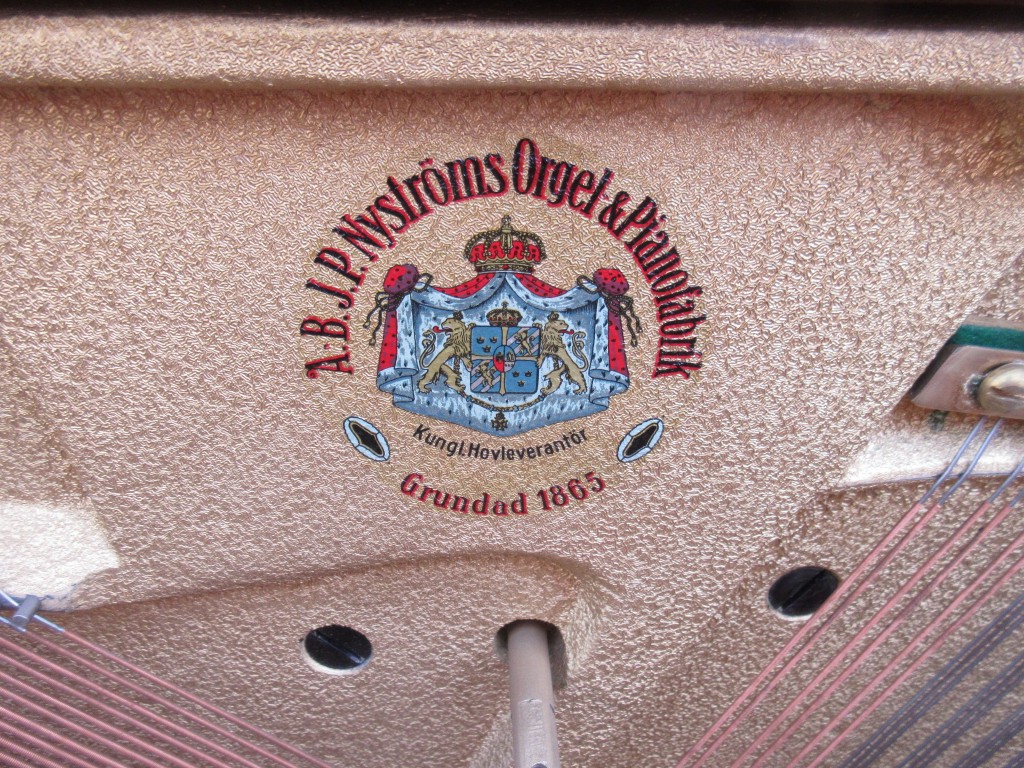 A.B. J.P. Nyströms Orgel & Pianofabrik
Kungl. Hovleverantör
Grundad 1865